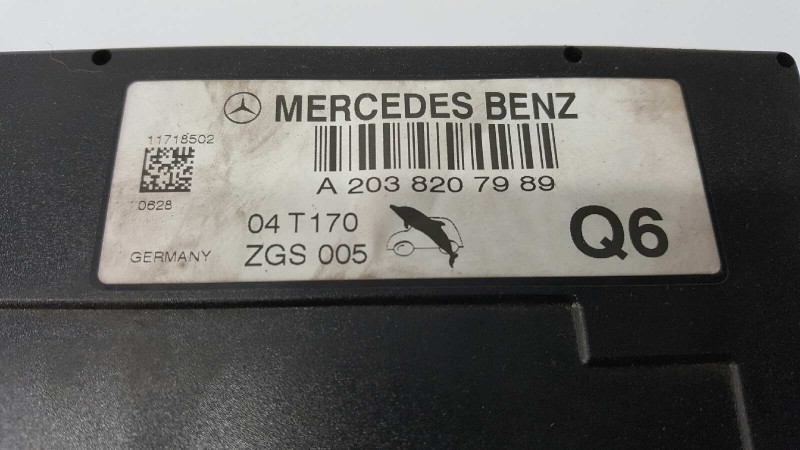 MERCEDES BENZ
11718502
A 203 820 79 89
0628
04 T170
Q6
GERMANY
ZGS 005